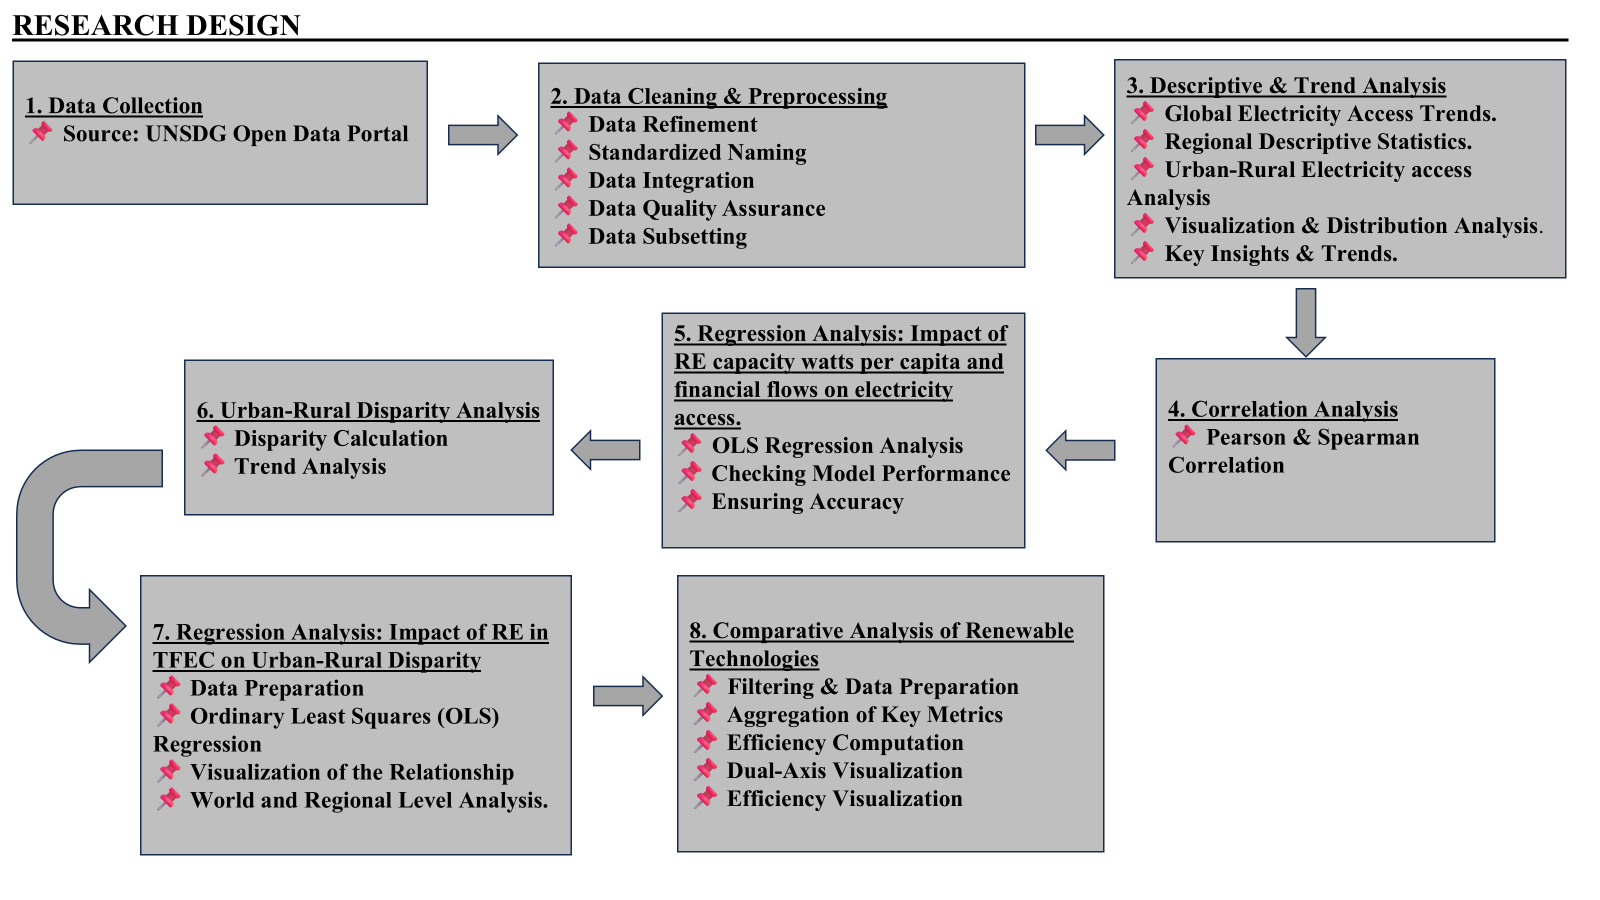 RESEARCH DESIGN
1. Data Collection
📌 Source: UNSDG Open Data Portal
2. Data Cleaning & Preprocessing
📌 Data Refinement
📌 Standardized Naming
📌 Data Integration
📌 Data Quality Assurance
📌 Data Subsetting
3. Descriptive & Trend Analysis
📌 Global Electricity Access Trends.
📌 Regional Descriptive Statistics.
📌 Urban-Rural Electricity access
Analysis
📌 Visualization & Distribution Analysis.
📌 Key Insights & Trends.
4. Correlation Analysis
📌 Pearson & Spearman
Correlation
5. Regression Analysis: Impact of
RE capacity watts per capita and
financial flows on electricity
access.
📌 OLS Regression Analysis
📌 Checking Model Performance
📌 Ensuring Accuracy
6. Urban-Rural Disparity Analysis
📌 Disparity Calculation
📌 Trend Analysis
7. Regression Analysis: Impact of RE in
TFEC on Urban-Rural Disparity
📌 Data Preparation
📌 Ordinary Least Squares (OLS)
Regression
📌 Visualization of the Relationship
📌 World and Regional Level Analysis.
8. Comparative Analysis of Renewable
Technologies
📌 Filtering & Data Preparation
📌 Aggregation of Key Metrics
📌 Efficiency Computation
📌 Dual-Axis Visualization
📌 Efficiency Visualization